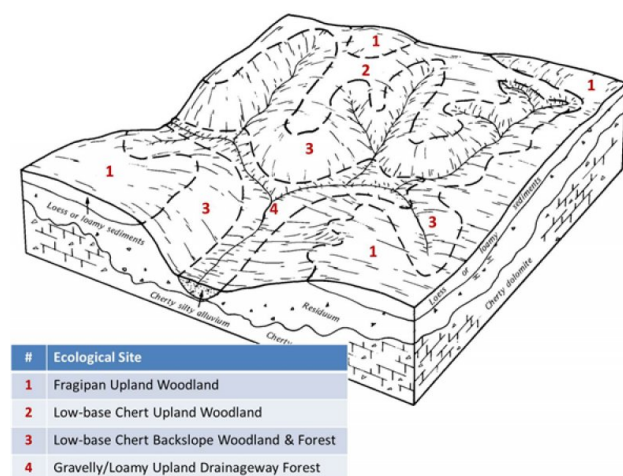 1
2
1
3
1
3
4
3
1
Loess or loamy sediments
Loess or loamy sediments
Cherty dolomite
Residuum
Cherty silty alluvium
Cherty
# Ecological Site
1 Fragipan Upland Woodland
2 Low-base Chert Upland Woodland
3 Low-base Chert Backslope Woodland & Forest
4 Gravelly/Loamy Upland Drainageway Forest